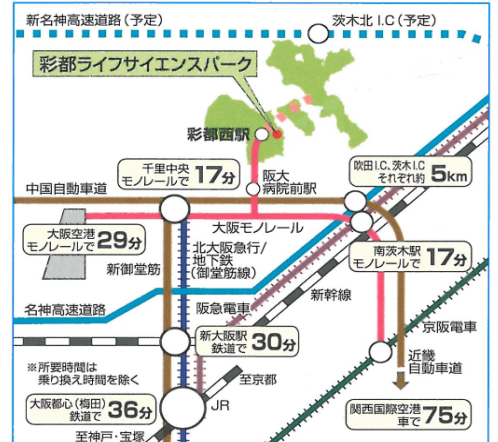 新名神高速道路（予定）
茨木北I.C（予定）
彩都ライフサイエンスパーク
彩都西駅
千里中央
モノレールで 17分
阪大
病院前駅
吹田I.C、茨木I.C
それぞれ約 5km
中国自動車道
大阪モノレール
大阪空港
モノレールで 29分
北大阪急行/
地下鉄
（御堂筋線）
新御堂筋
南茨木駅
モノレールで 17分
名神高速道路
阪急電車
新幹線
京阪電車
新大阪駅
鉄道で 30分
※所要時間は
乗り換え時間を除く
至京都
近畿
自動車道
大阪都心（梅田）
鉄道で 36分
JR
関西国際空港
車で 75分
至神戸・宝塚